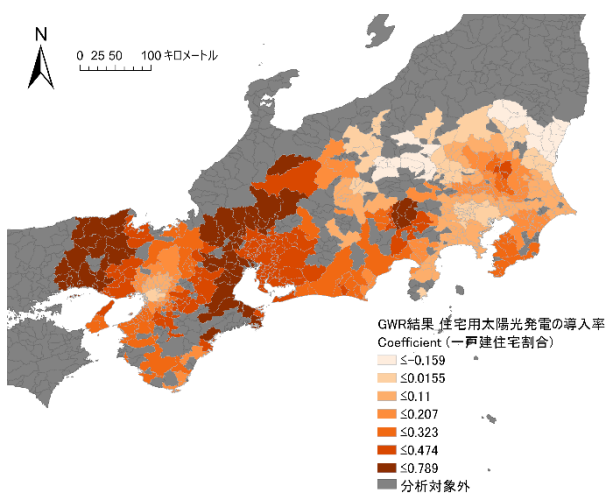 N
0 25 50 100 キロメートル
GWR結果 住宅用太陽光発電の導入率
Coefficient (一戸建住宅割合)
≤-0.159
≤0.0155
≤0.11
≤0.207
≤0.323
≤0.474
≤0.789
分析対象外